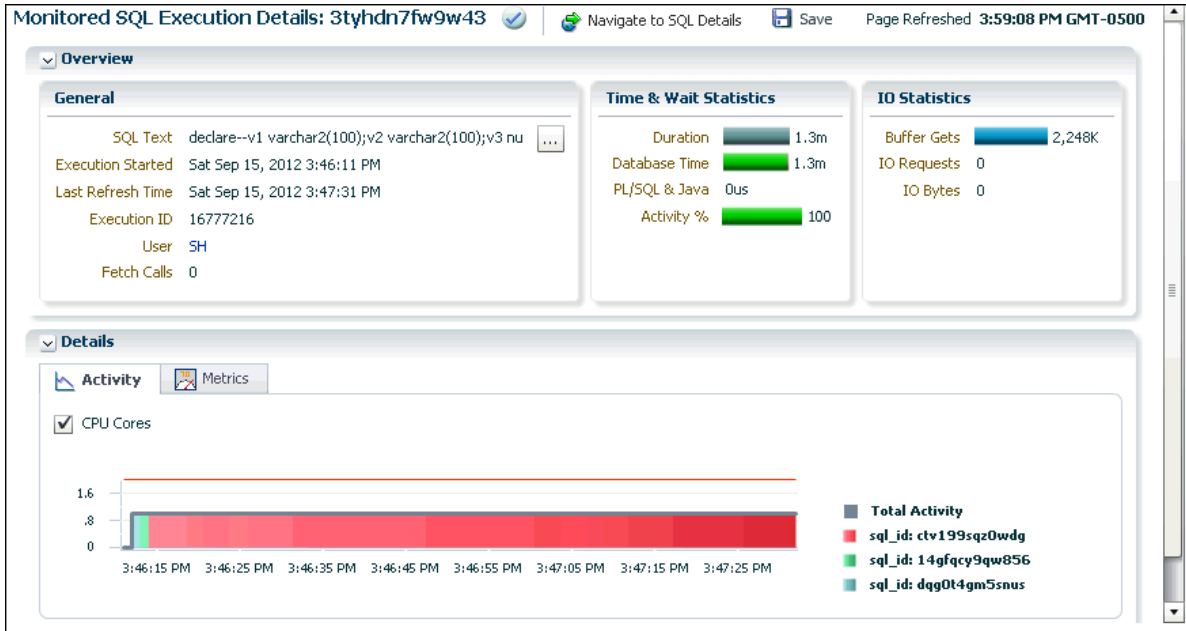 Monitored SQL Execution Details: 3tyhdn7fw9w43
Navigate to SQL Details
Save
Page Refreshed 3:59:08 PM GMT-0500
Overview
General
SQL Text declare--v1 varchar2(100);v2 varchar2(100);v3 nu ...
Execution Started Sat Sep 15, 2012 3:46:11 PM
Last Refresh Time Sat Sep 15, 2012 3:47:31 PM
Execution ID 16777216
User SH
Fetch Calls 0
Time & Wait Statistics
Duration 1.3m
Database Time 1.3m
PL/SQL & Java 0us
Activity % 100
IO Statistics
Buffer Gets 2,248K
IO Requests 0
IO Bytes 0
Details
Activity
Metrics
CPU Cores
1.6
.8
0
3:46:15 PM 3:46:25 PM 3:46:35 PM 3:46:45 PM 3:46:55 PM 3:47:05 PM 3:47:15 PM 3:47:25 PM
Total Activity
sql_id: ctv199sqz0wdg
sql_id: 14gfqcy9qw856
sql_id: dqg0t4gm5snus